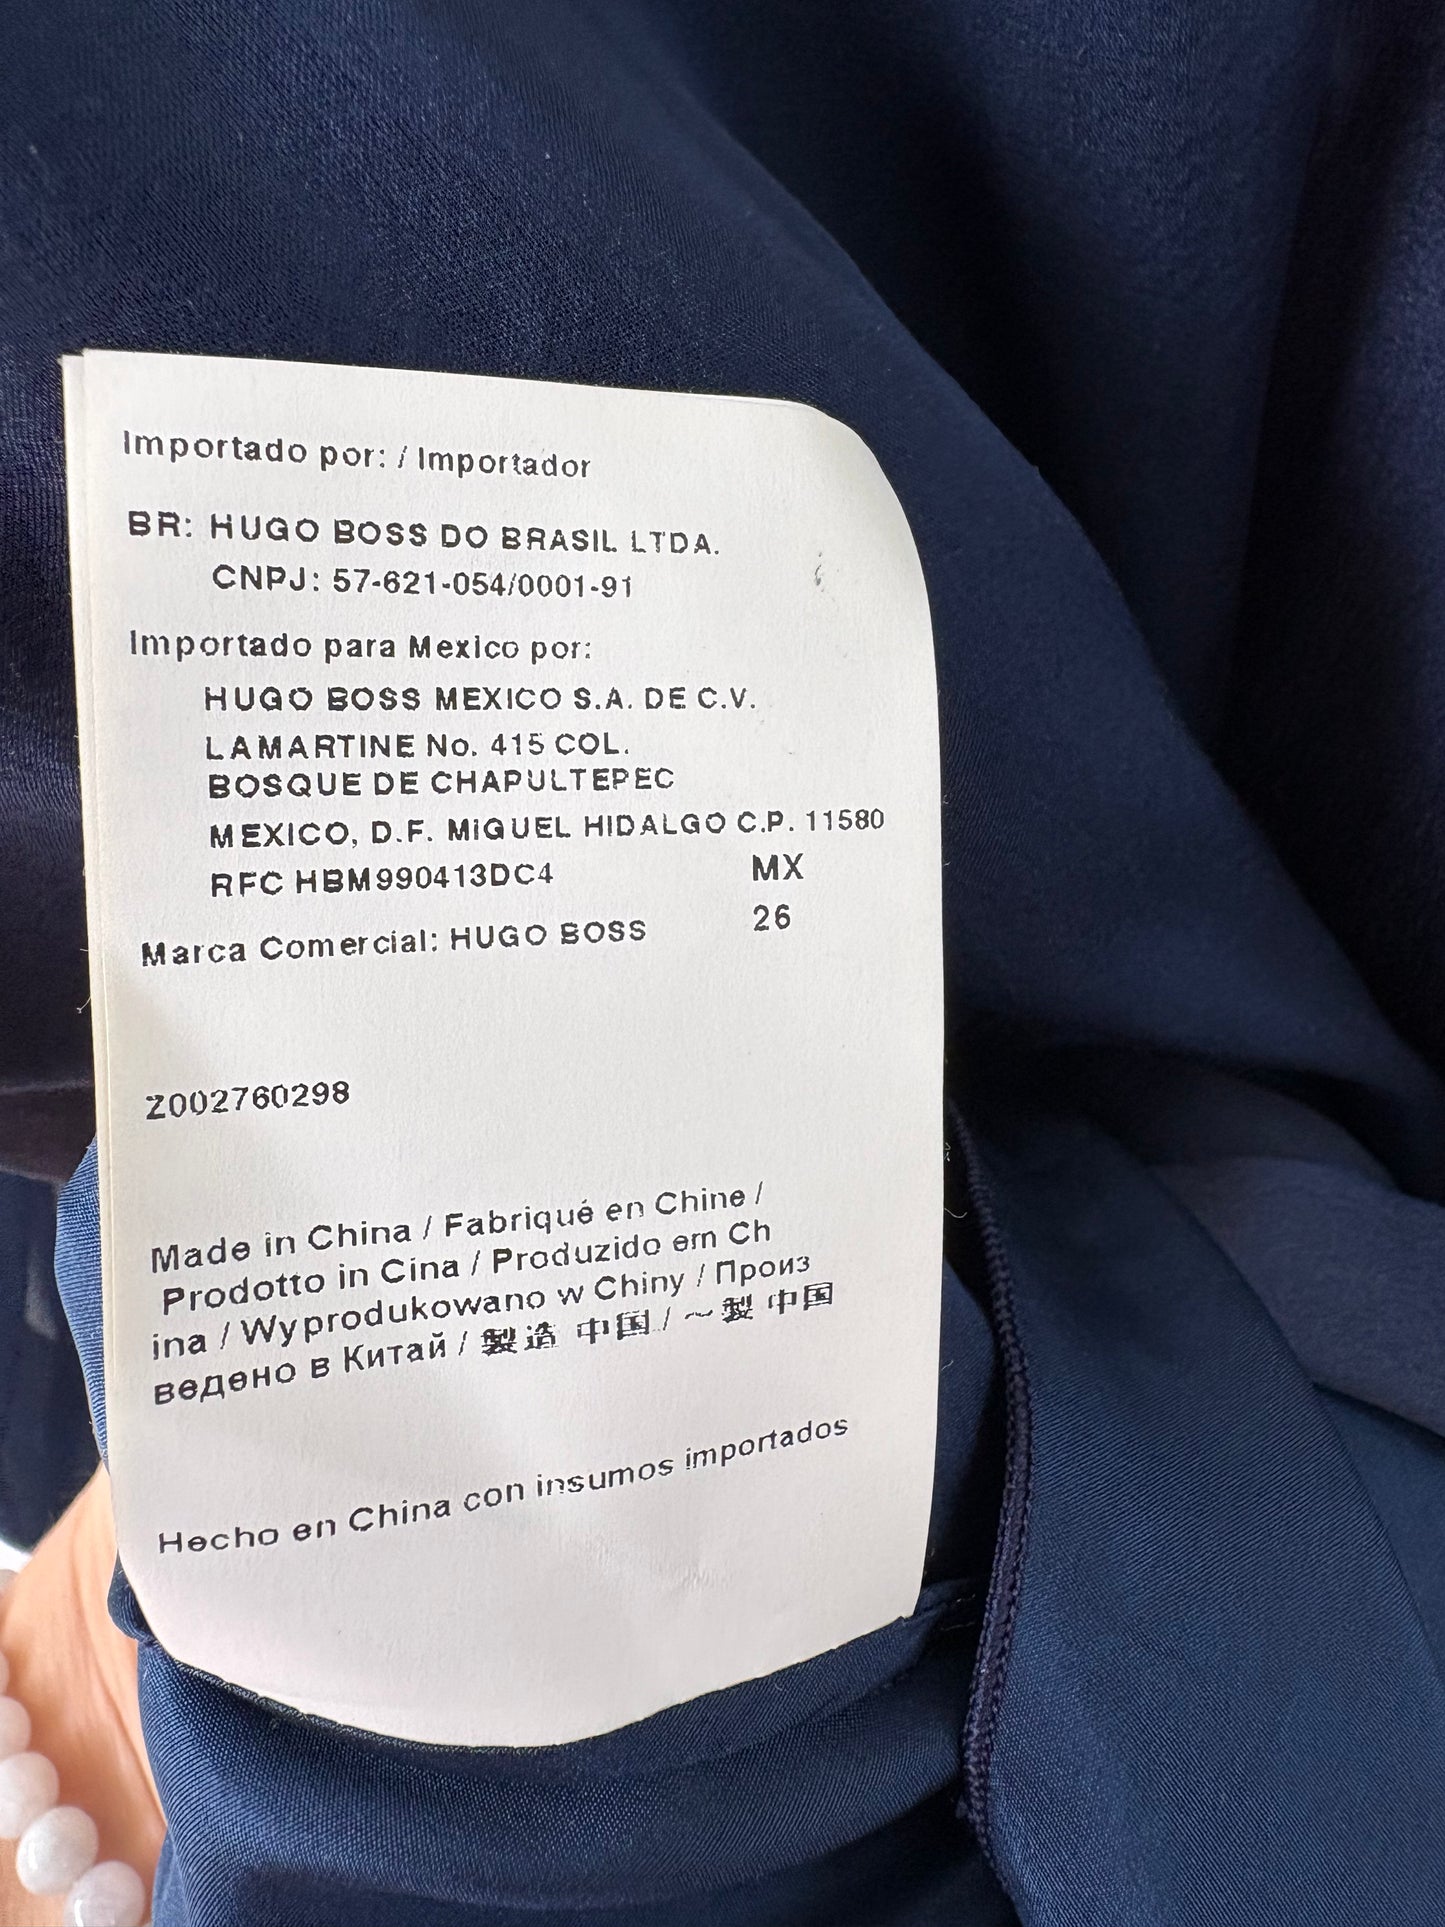 Importado por: / Importador
BR: HUGO BOSS DO BRASIL LTDA.
CNPJ: 57-621-054/0001-91
Importado para Mexico por:
HUGO BOSS MEXICO S.A. DE C.V.
LAMARTINE No. 415 COL.
BOSQUE DE CHAPULTEPEC
MEXICO, D.F. MIGUEL HIDALGO C.P. 11580
RFC HBM990413DC4 MX
Marca Comercial: HUGO BOSS 26
Z002760298
Made in China / Fabriqué en Chine /
Prodotto in Cina / Produzido em Ch
ina / Wyprodukowano w Chiny / Произ
ведено в Китай / 製造 中国 / 製 中国
Hecho en China con insumos importados